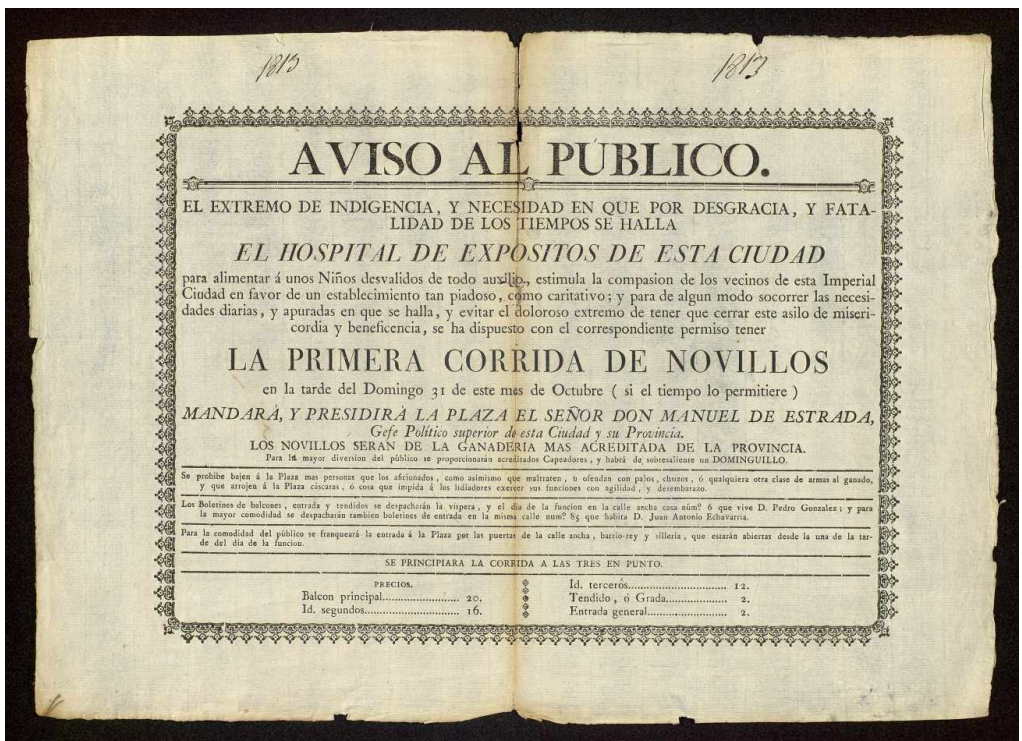 1813 1813
AVISO AL PÚBLICO.
EL EXTREMO DE INDIGENCIA, Y NECESIDAD EN QUE POR DESGRACIA, Y FATA-
LIDAD DE LOS TIEMPOS SE HALLA
EL HOSPITAL DE EXPÓSITOS DE ESTA CIUDAD
para alimentar á unos Niños desvalidos de todo auxilio, estimula la compasion de los vecinos de esta Imperial
Ciudad en favor de un establecimiento tan piadoso, como caritativo; y para de algun modo socorrer las necesi-
dades diarias, y apuradas en que se halla, y evitar el doloroso extremo de tener que cerrar este asilo de miseri-
cordia y beneficencia, se ha dispuesto con el correspondiente permiso tener
LA PRIMERA CORRIDA DE NOVILLOS
en la tarde del Domingo 31 de este mes de Octubre ( si el tiempo lo permitiere )
MANDARÁ, Y PRESIDIRÁ LA PLAZA EL SEÑOR DON MANUEL DE ESTRADA,
Gefe Político superior de esta Ciudad y su Provincia.
LOS NOVILLOS SERAN DE LA GANADERIA MAS ACREDITADA DE LA PROVINCIA.
Para la mayor diversion del público se proporcionarán acreditados Capeadores, y habrá de sobresaliente un DOMINGUILLO.
Se prohibe bajen á la Plaza mas personas que los aficionados, como asimismo que maltraten, ú ofendan con palos, chuzos, ó qualquiera otra clase de armas al ganado,
y que arrojen á la Plaza cáscaras, ó cosa que impida á los lidiadores exercer sus funciones con agilidad, y desembarazo.
Los Boletines de balcones, entrada y tendidos se despacharán la víspera, y el dia de la funcion en la calle ancha casa núm.º 6 que vive D. Pedro Gonzalez; y para
la mayor comodidad se despacharán tambien boletines de entrada en la misma calle num.º 85 que habita D. Juan Antonio Echavarria.
Para la comodidad del público se franqueará la entrada á la Plaza por las puertas de la calle ancha, barrio-rey y silleria, que estarán abiertas desde la una de la tar-
de del dia de la funcion.
SE PRINCIPIARA LA CORRIDA A LAS TRES EN PUNTO.
PRECIOS.
Balcon principal.......................... 20.
Id. segundos................................ 16.
Id. terceros................................ 12.
Tendido, ó Grada..................... 2.
Entrada general.......................... 2.